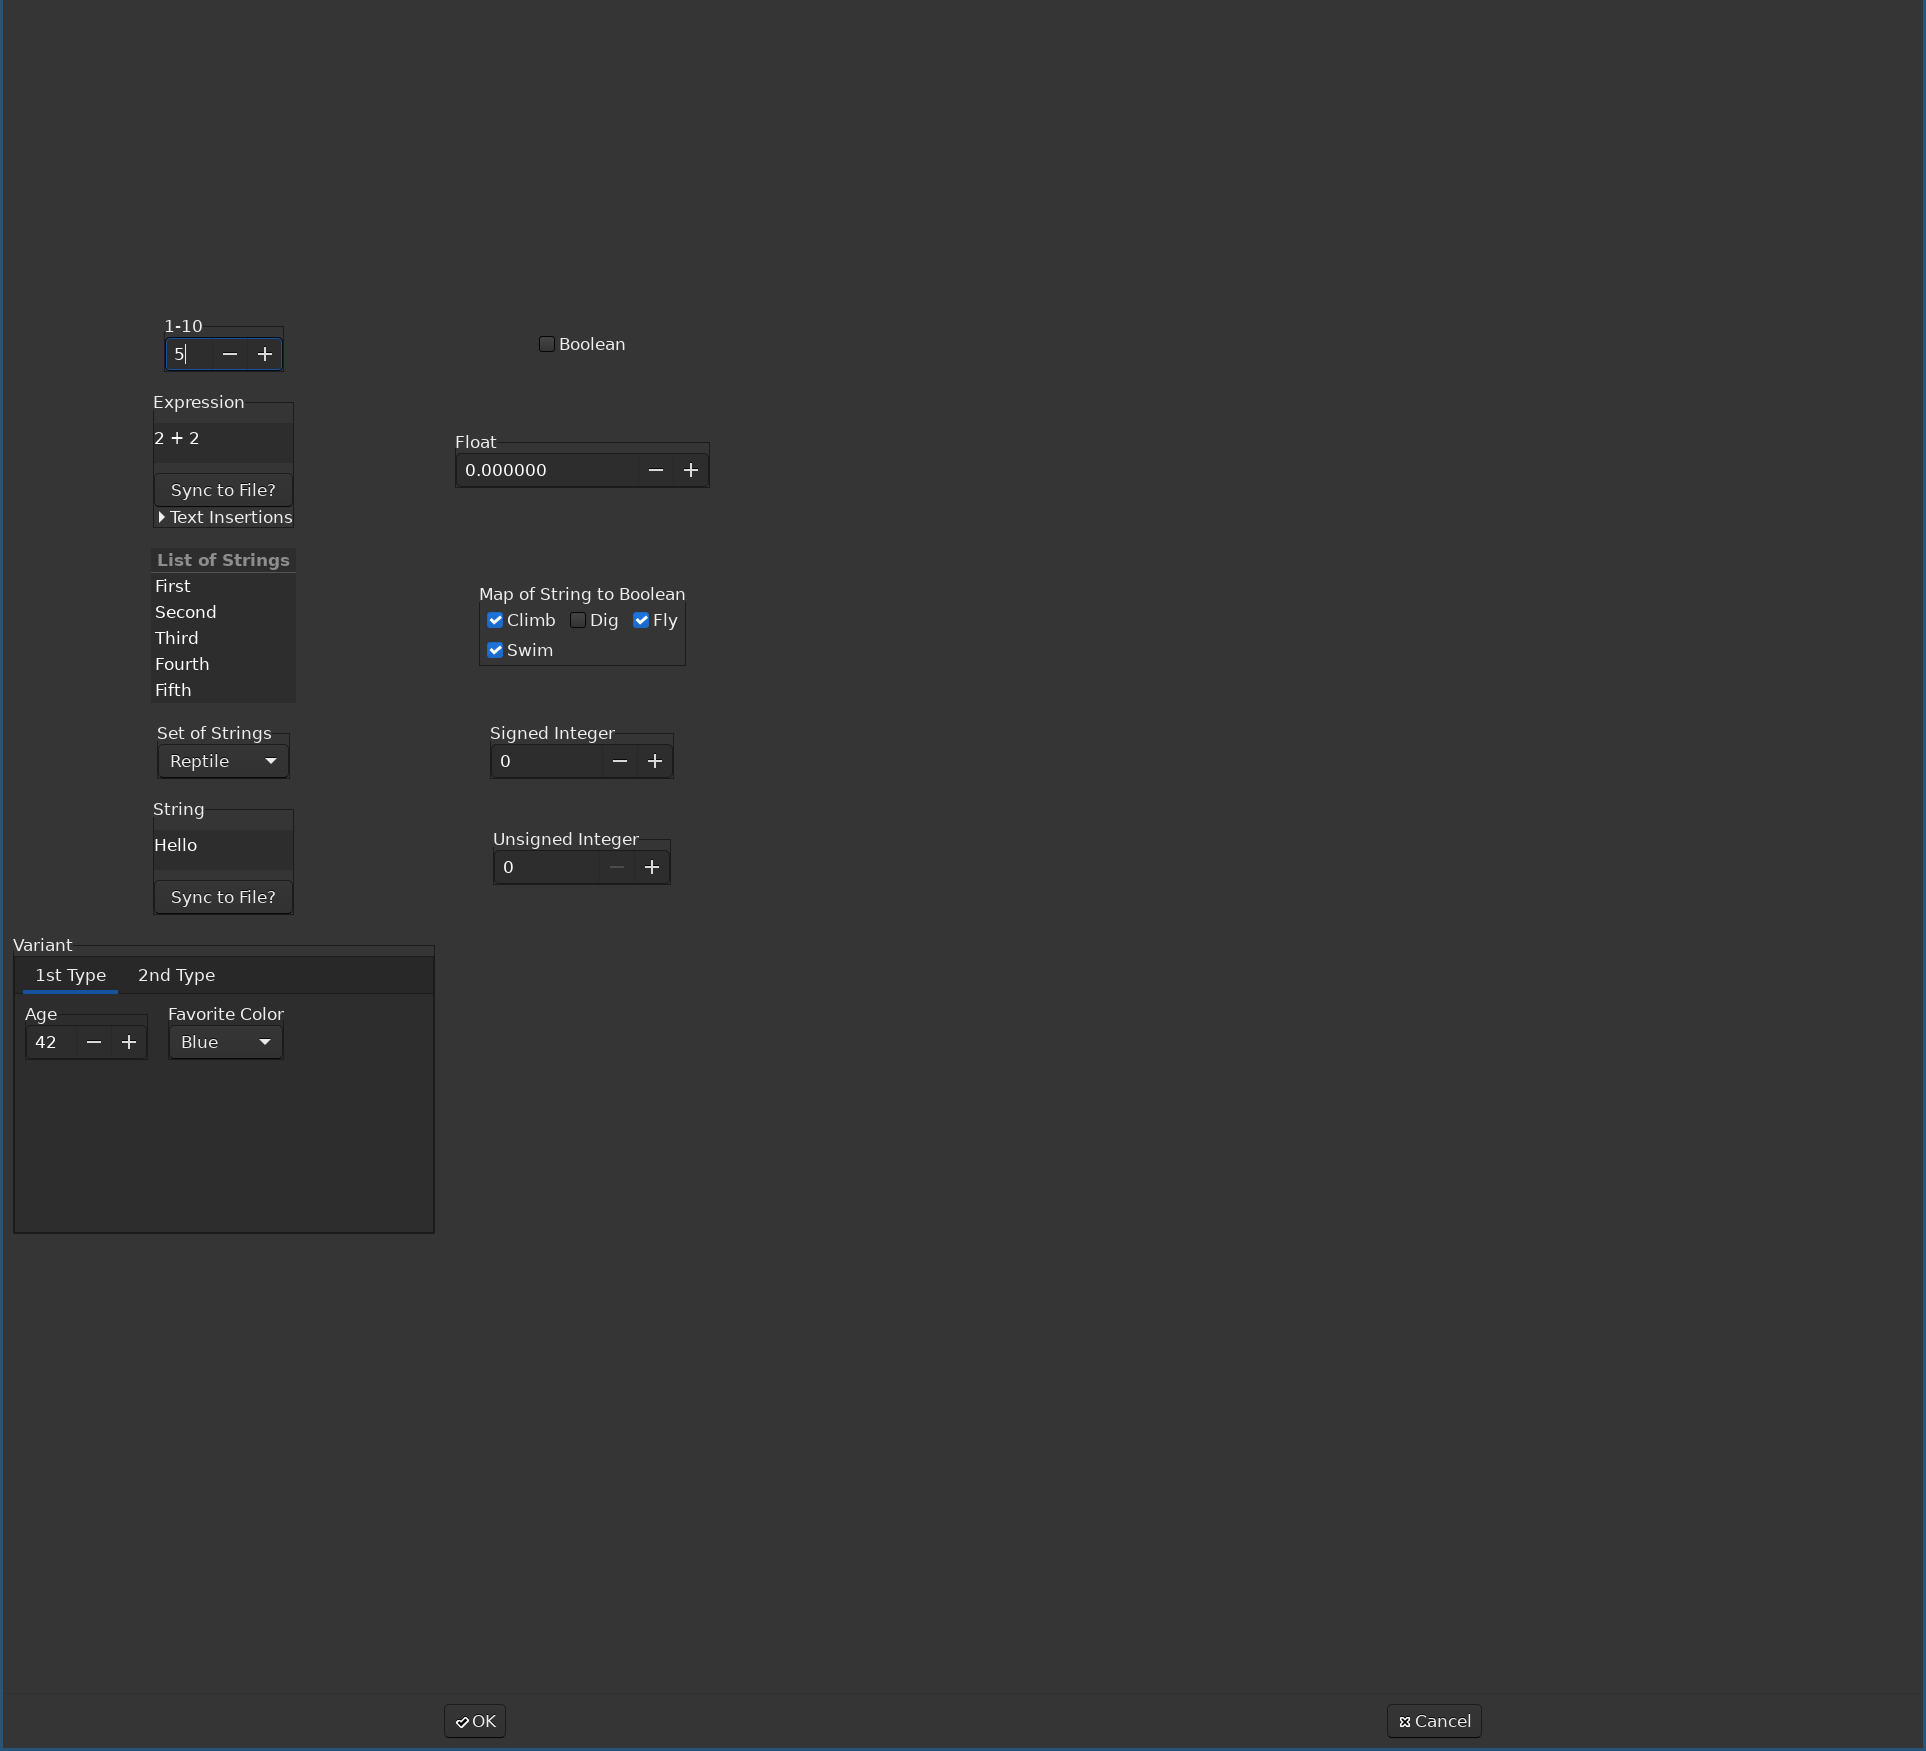 1-10
5
Boolean
Expression
2 + 2
Sync to File?
Text Insertions
Float
0.000000
List of Strings
First
Second
Third
Fourth
Fifth
Map of String to Boolean
Climb Dig Fly
Swim
Set of Strings
Reptile
Signed Integer
0
String
Hello
Sync to File?
Unsigned Integer
0
Variant
1st Type 2nd Type
Age Favorite Color
42 Blue
OK Cancel